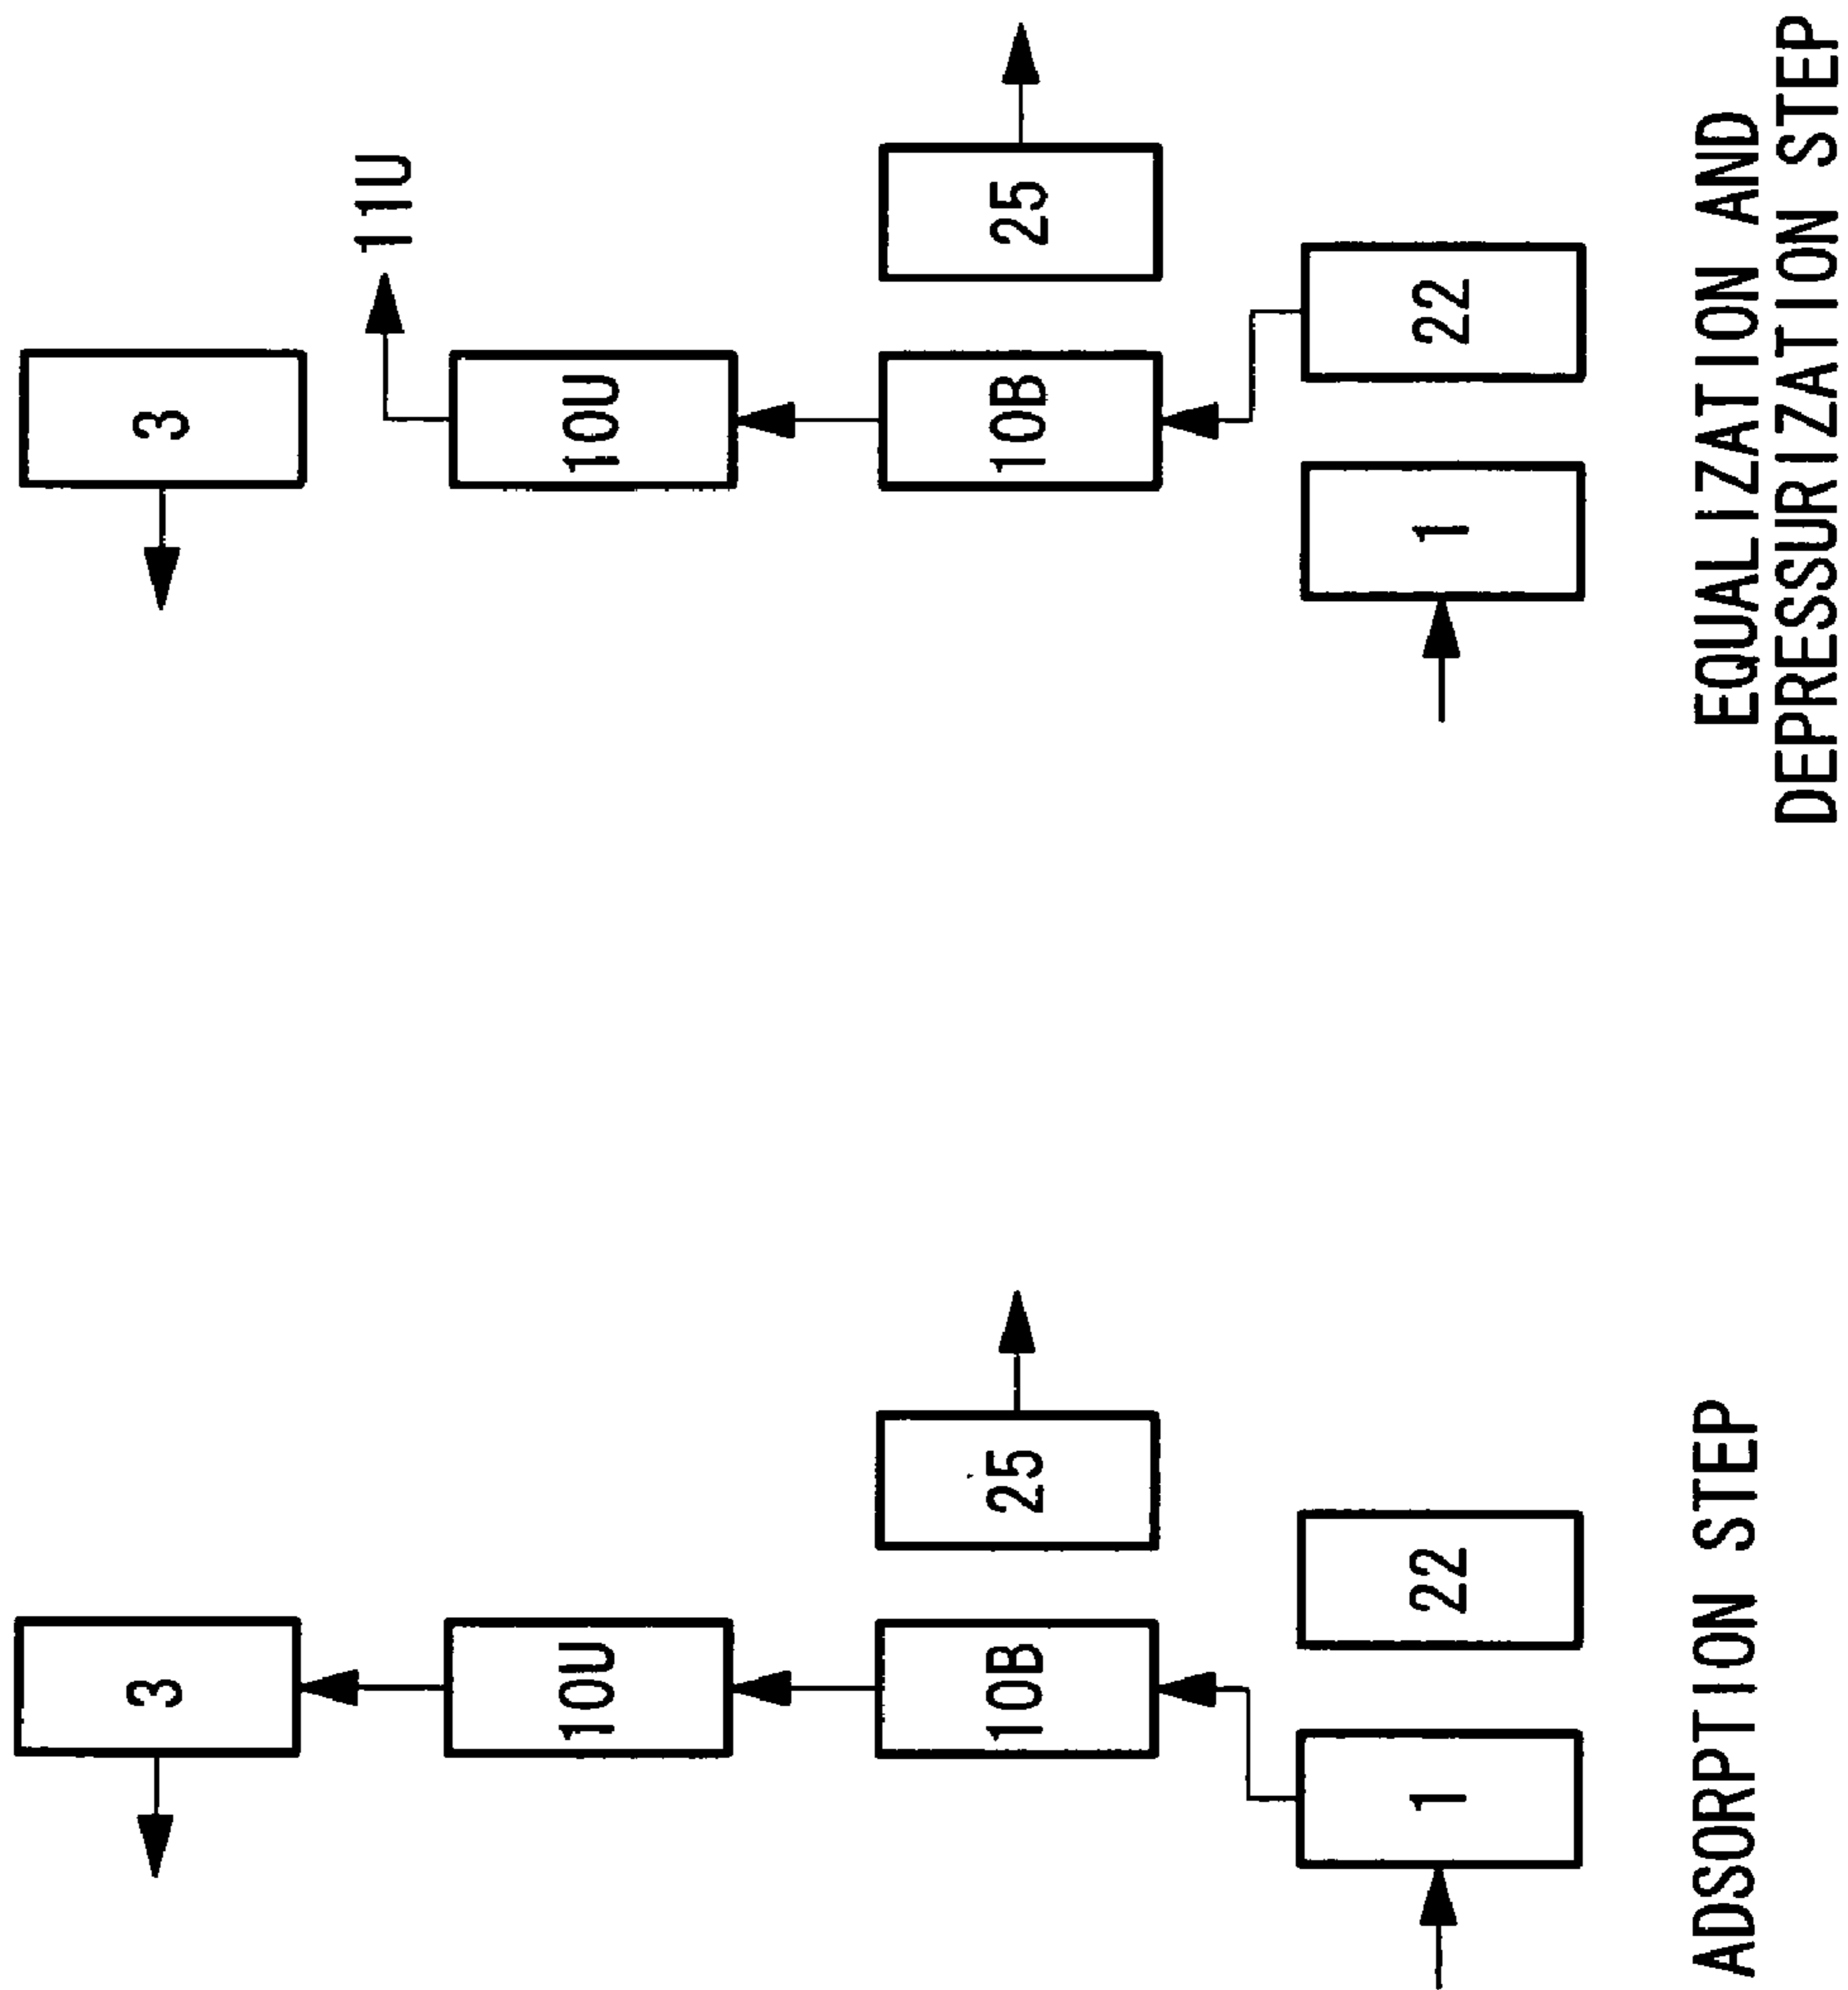 3
10U
10B
25
1
22
ADSORPTION STEP
3
11U
10U
10B
25
1
22
EQUALIZATION AND
DEPRESSURIZATION STEP